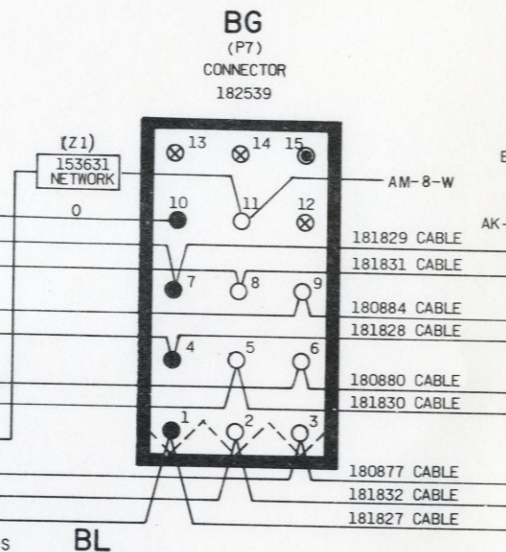 BG
(P7)
CONNECTOR
182539
(Z1)
153631
NETWORK
13 14 15
AM-8-W
O
10 11 12
AK-
181829 CABLE
181831 CABLE
7 8 9
180884 CABLE
181828 CABLE
4 5 6
180880 CABLE
181830 CABLE
1 2 3
180877 CABLE
181832 CABLE
181827 CABLE
S
BL